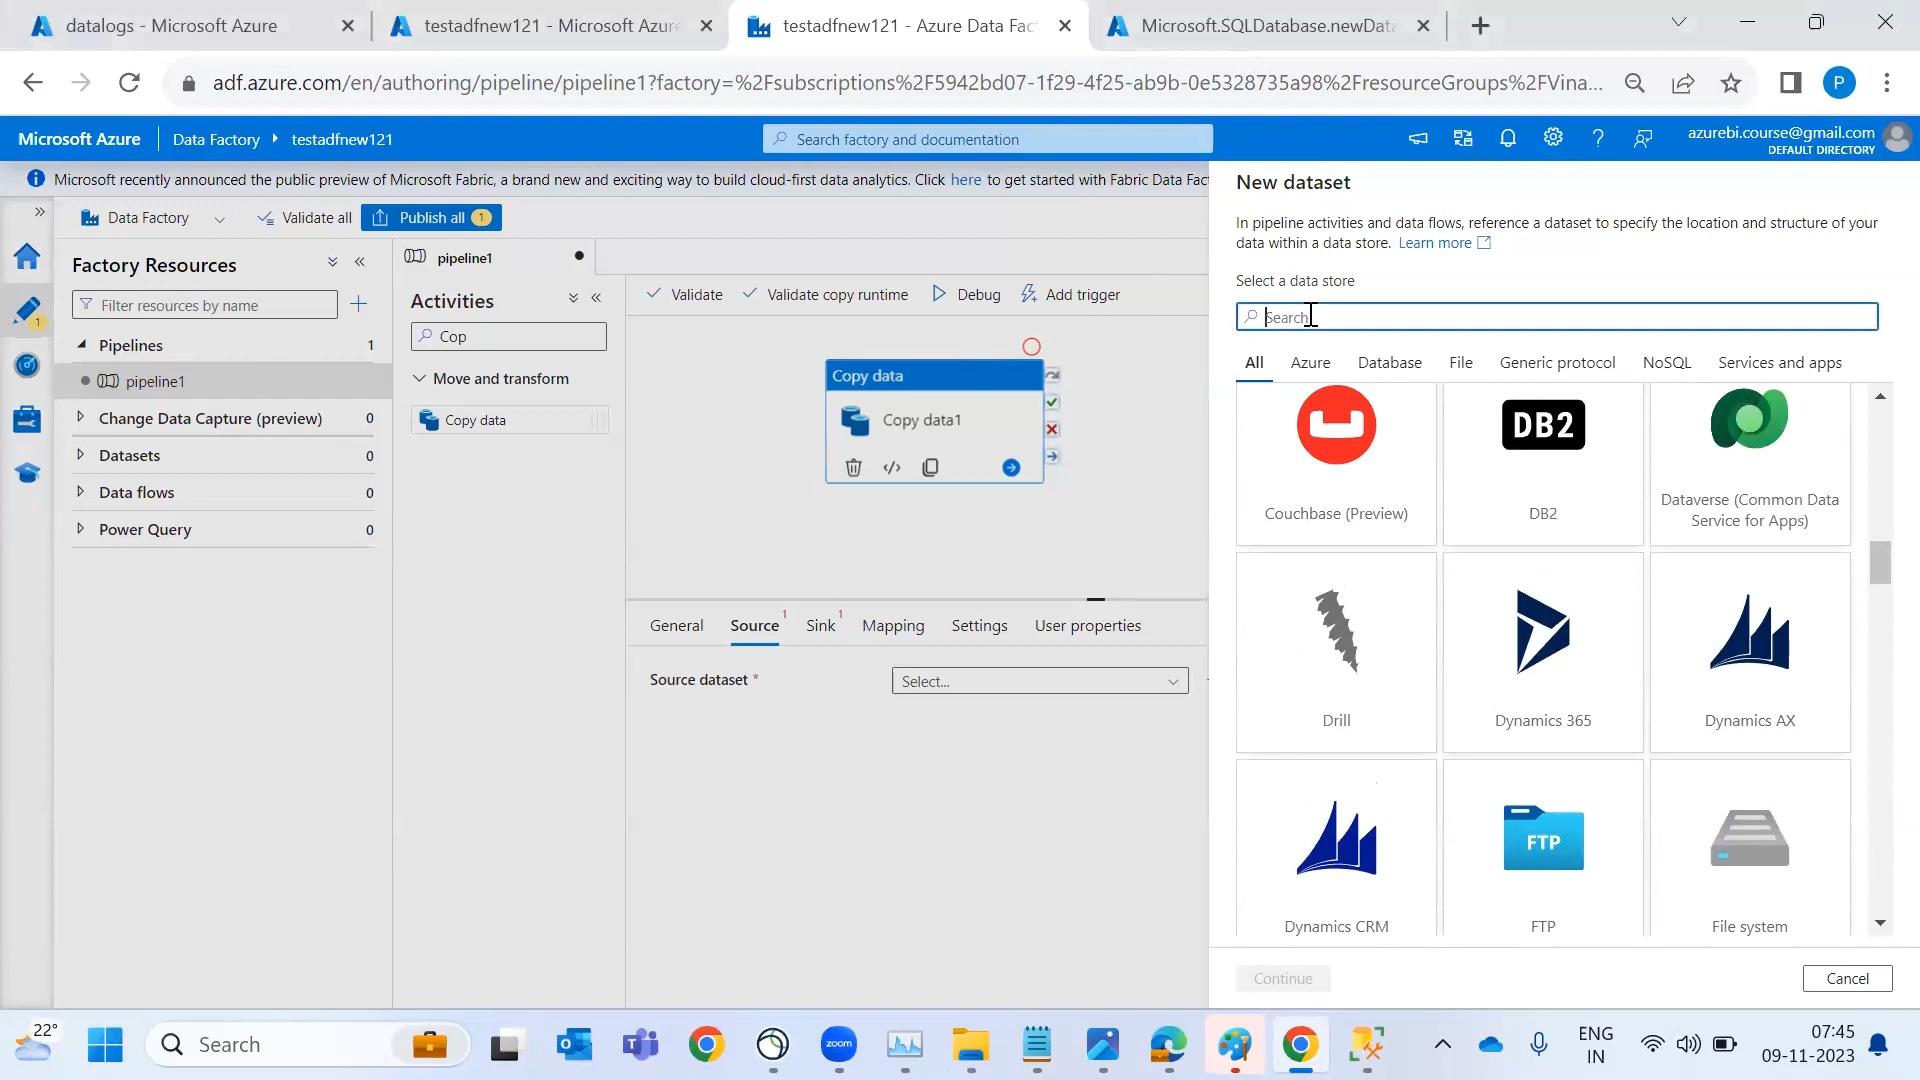 datalogs - Microsoft Azure
testadfnew121 - Microsoft Azure
testadfnew121 - Azure Data Fac
Microsoft.SQLDatabase.newData
adf.azure.com/en/authoring/pipeline/pipeline1?factory=%2Fsubscriptions%2F5942bd07-1f29-4f25-ab9b-0e5328735a98%2FresourceGroups%2FVina...
P
Microsoft Azure
Data Factory
testadfnew121
Search factory and documentation
azurebi.course@gmail.com
DEFAULT DIRECTORY
Microsoft recently announced the public preview of Microsoft Fabric, a brand new and exciting way to build cloud-first data analytics. Click here to get started with Fabric Data Fac
Data Factory
Validate all
Publish all 1
Factory Resources
Filter resources by name
Pipelines 1
pipeline1
Change Data Capture (preview) 0
Datasets 0
Data flows 0
Power Query 0
1
pipeline1
Activities
Cop
Move and transform
Copy data
Validate
Validate copy runtime
Debug
Add trigger
Copy data
Copy data1
General
Source 1
Sink 1
Mapping
Settings
User properties
Source dataset *
Select...
New dataset
In pipeline activities and data flows, reference a dataset to specify the location and structure of your
data within a data store. Learn more
Select a data store
Search
All
Azure
Database
File
Generic protocol
NoSQL
Services and apps
DB2
Couchbase (Preview)
DB2
Dataverse (Common Data
Service for Apps)
Drill
Dynamics 365
Dynamics AX
FTP
Dynamics CRM
FTP
File system
Continue
Cancel
22°
Search
zoom
ENG
IN
07:45
09-11-2023